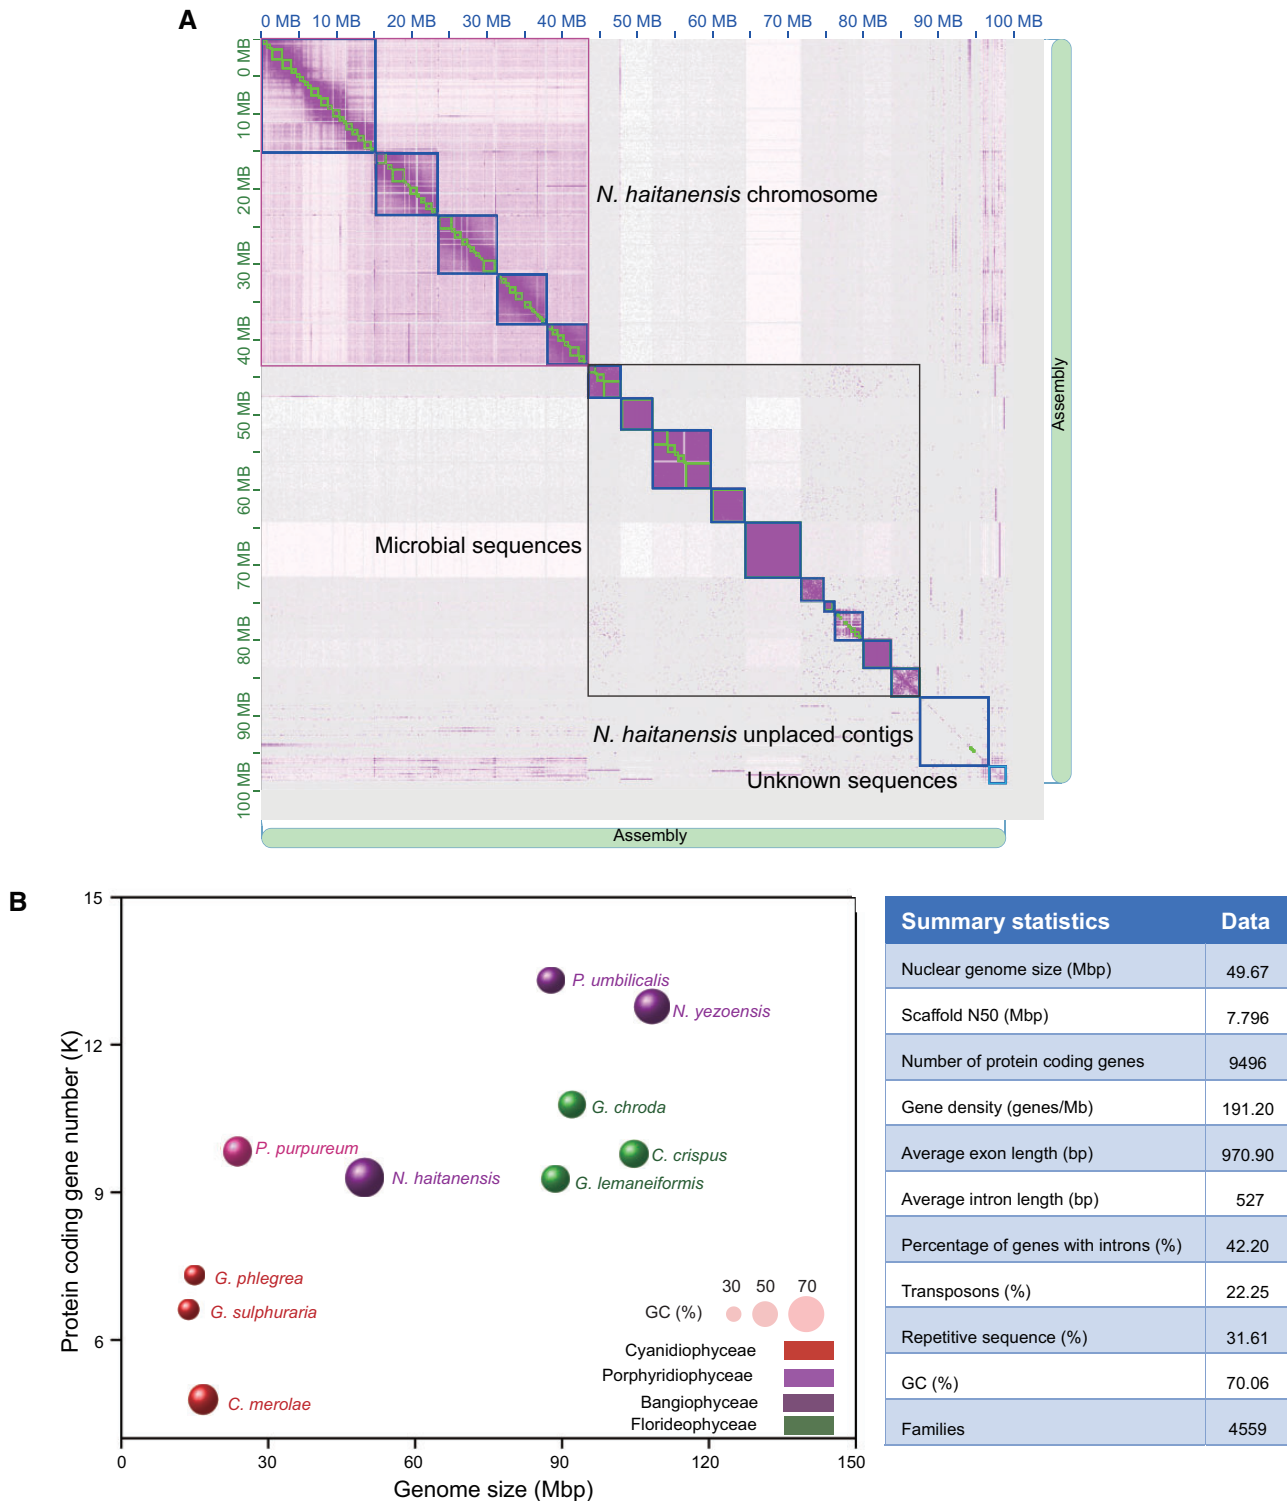 A
0 MB 10 MB 20 MB 30 MB 40 MB 50 MB 60 MB 70 MB 80 MB 90 MB 100 MB
0 MB
10 MB
20 MB
30 MB
40 MB
50 MB
60 MB
70 MB
80 MB
90 MB
100 MB
N. haitanensis chromosome
Microbial sequences
N. haitanensis unplaced contigs
Unknown sequences
Assembly
Assembly
B
Protein coding gene number (K)
15
12
9
6
P. umbilicalis
N. yezoensis
G. chroda
P. purpureum
C. crispus
N. haitanensis
G. lemaneiformis
G. phlegrea
G. sulphuraria
C. merolae
30 50 70
GC (%)
Cyanidiophyceae
Porphyridiophyceae
Bangiophyceae
Florideophyceae
0 30 60 90 120 150
Genome size (Mbp)
Summary statistics Data
Nuclear genome size (Mbp) 49.67
Scaffold N50 (Mbp) 7.796
Number of protein coding genes 9496
Gene density (genes/Mb) 191.20
Average exon length (bp) 970.90
Average intron length (bp) 527
Percentage of genes with introns (%) 42.20
Transposons (%) 22.25
Repetitive sequence (%) 31.61
GC (%) 70.06
Families 4559